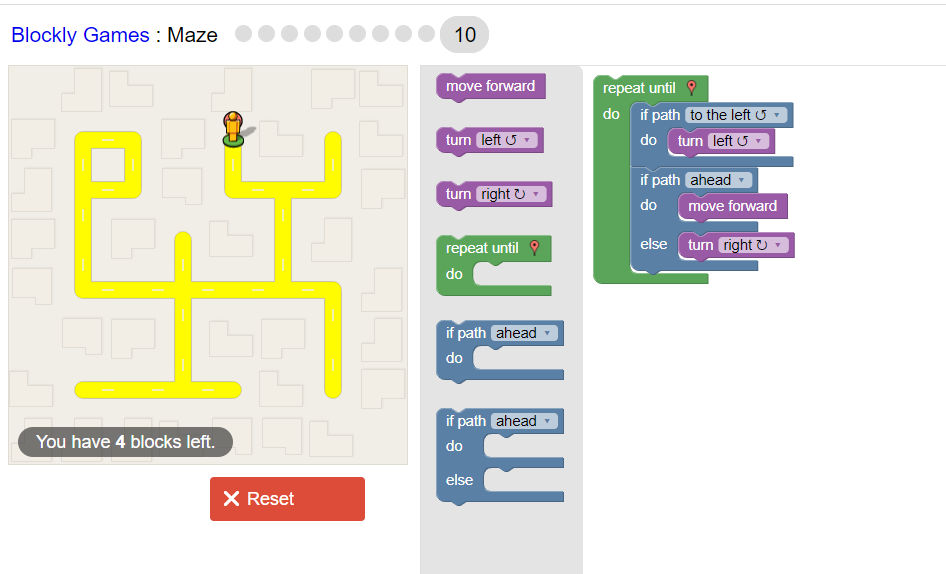 Blockly Games : Maze 10
move forward
turn left ↺
turn right ↻
repeat until
do
if path ahead
do
if path ahead
do
else
repeat until
do if path to the left ↺
do turn left ↺
if path ahead
do move forward
else turn right ↻
You have 4 blocks left.
Reset